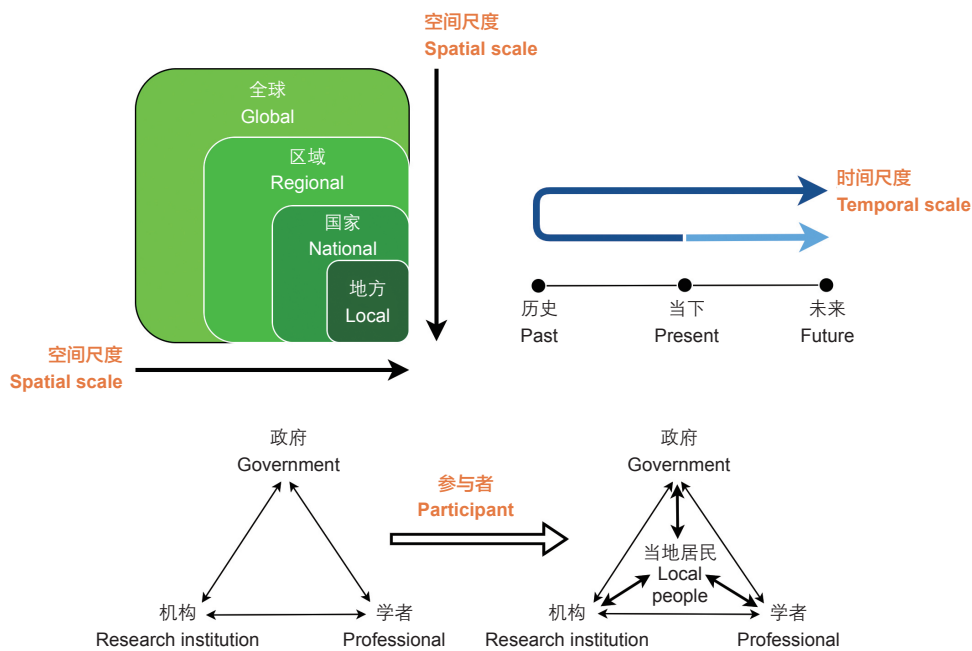 空间尺度
Spatial scale
全球
Global
区域
Regional
国家
National
地方
Local
空间尺度
Spatial scale
时间尺度
Temporal scale
历史
Past
当下
Present
未来
Future
政府
Government
机构
Research institution
学者
Professional
参与者
Participant
政府
Government
当地居民
Local
people
机构
Research institution
学者
Professional